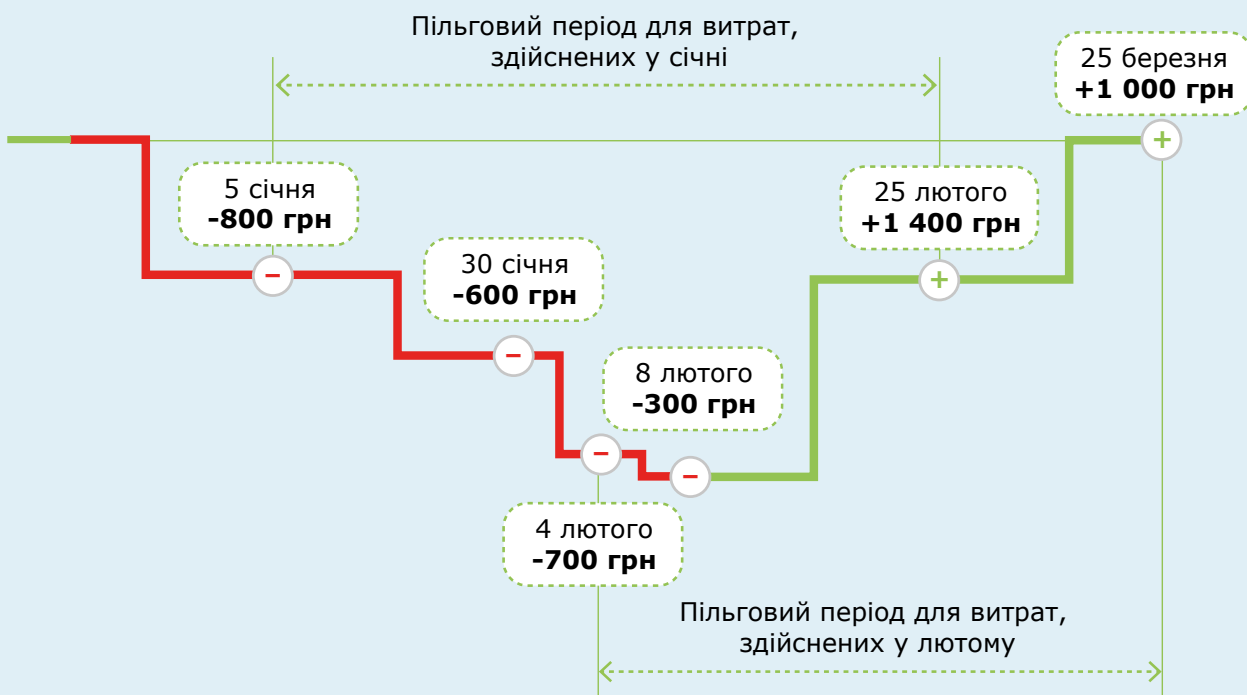 Пільговий період для витрат,
здійснених у січні
25 березня
+1 000 грн
5 січня
-800 грн
25 лютого
+1 400 грн
30 січня
-600 грн
8 лютого
-300 грн
4 лютого
-700 грн
Пільговий період для витрат,
здійснених у лютому